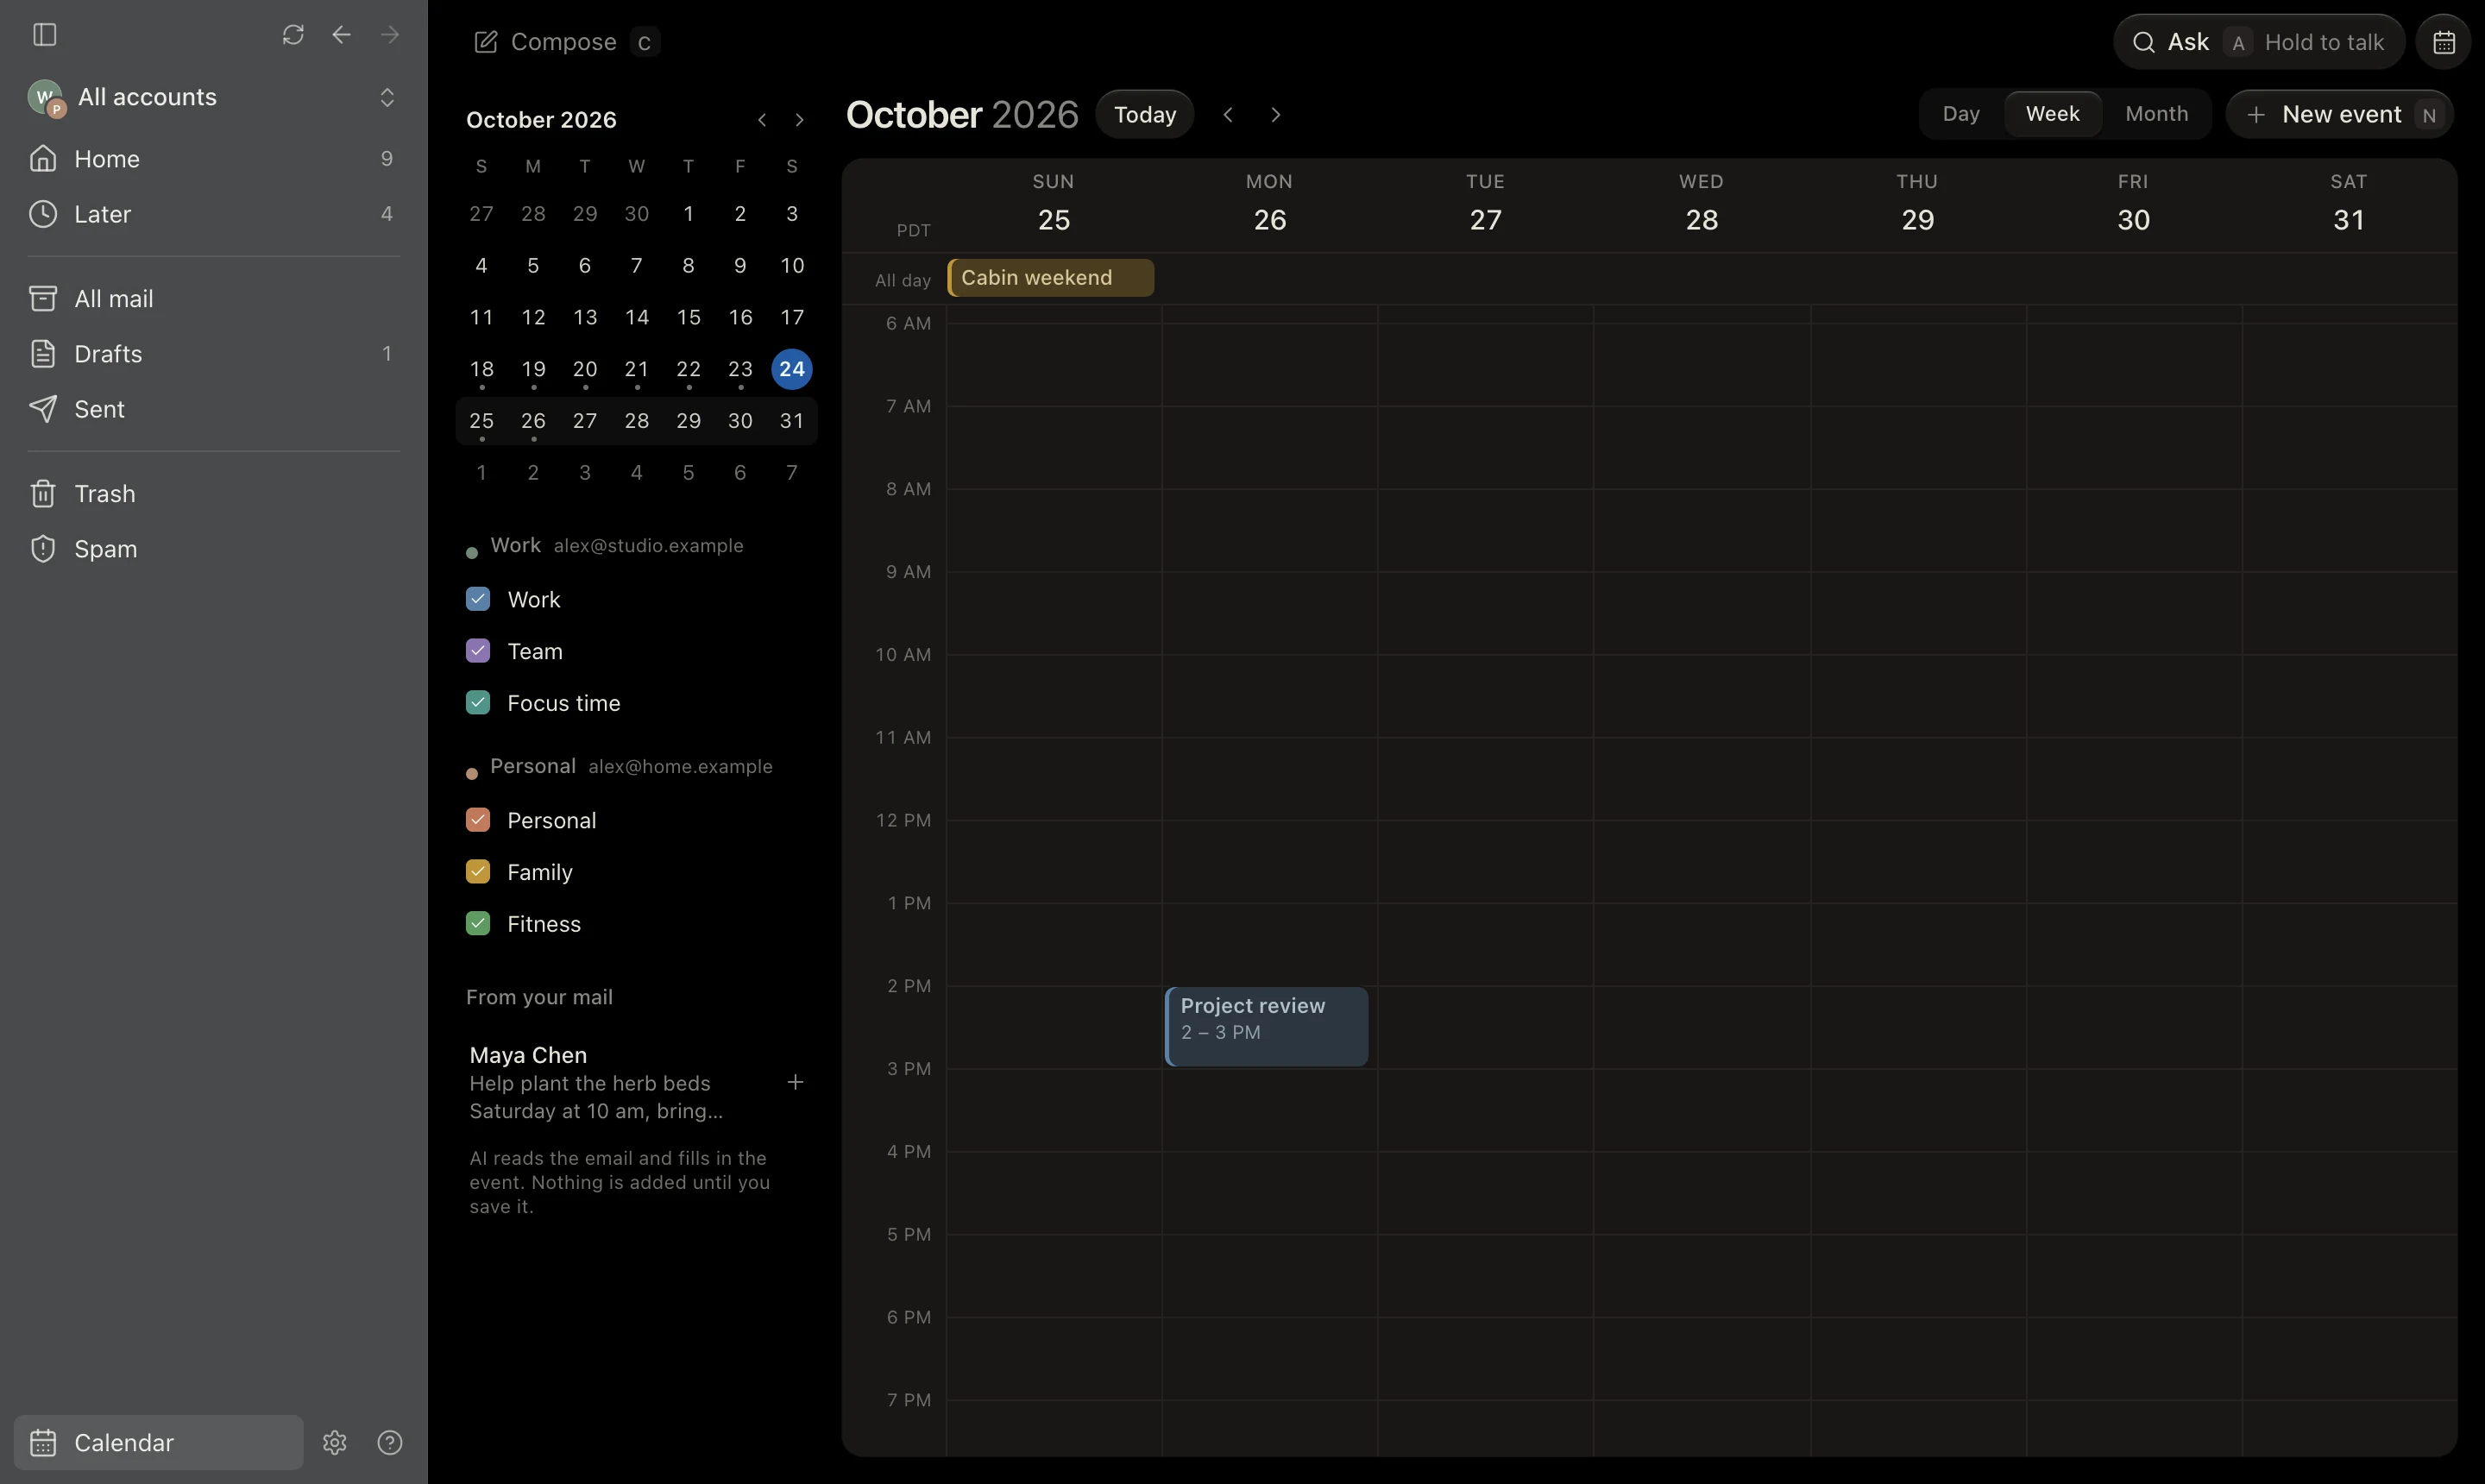 W
P
All accounts
Home 9
Later 4
All mail
Drafts 1
Sent
Trash
Spam
Calendar
Compose C
October 2026
S M T W T F S
27 28 29 30 1 2 3
4 5 6 7 8 9 10
11 12 13 14 15 16 17
18 19 20 21 22 23 24
25 26 27 28 29 30 31
1 2 3 4 5 6 7
Work alex@studio.example
Work
Team
Focus time
Personal alex@home.example
Personal
Family
Fitness
From your mail
Maya Chen
Help plant the herb beds
Saturday at 10 am, bring...
AI reads the email and fills in the
event. Nothing is added until you
save it.
Ask A Hold to talk
October 2026 Today
Day Week Month
New event N
SUN MON TUE WED THU FRI SAT
PDT 25 26 27 28 29 30 31
All day Cabin weekend
6 AM
7 AM
8 AM
9 AM
10 AM
11 AM
12 PM
1 PM
2 PM
Project review
2 – 3 PM
3 PM
4 PM
5 PM
6 PM
7 PM